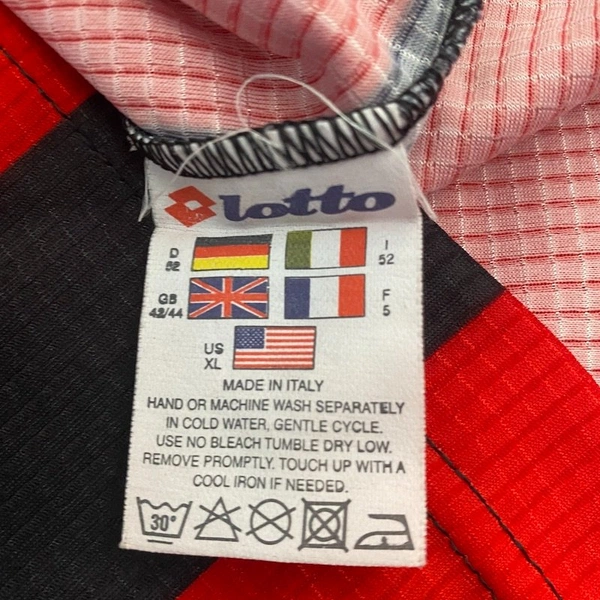 lotto
D I
52 52
GB F
42/44 5
US
XL
MADE IN ITALY
HAND OR MACHINE WASH SEPARATELY
IN COLD WATER, GENTLE CYCLE.
USE NO BLEACH TUMBLE DRY LOW.
REMOVE PROMPTLY. TOUCH UP WITH A
COOL IRON IF NEEDED.
30°